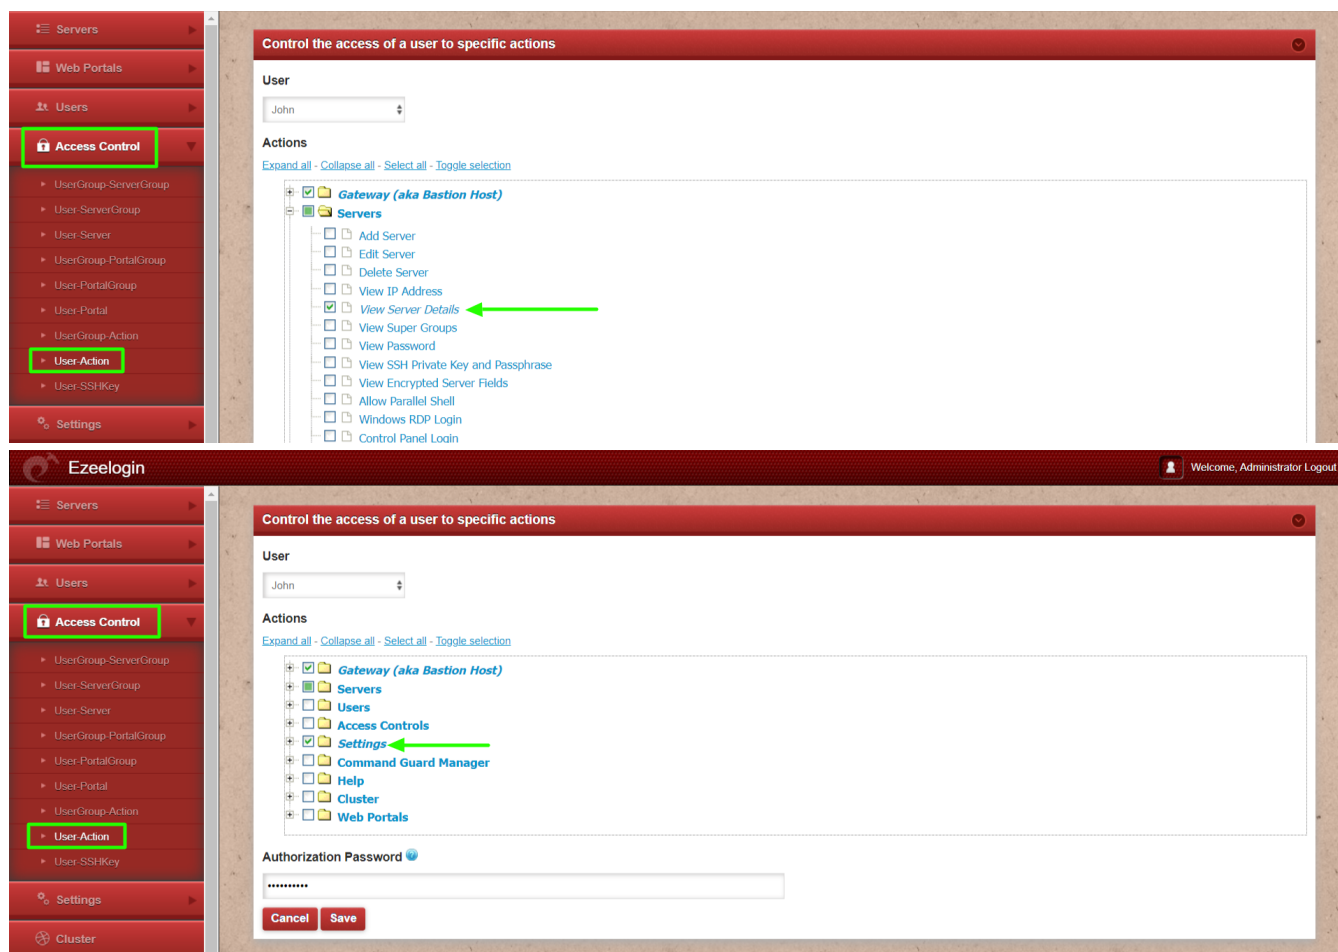 Servers
Web Portals
Users
Access Control
UserGroup-ServerGroup
User-ServerGroup
User-Server
UserGroup-PortalGroup
User-PortalGroup
User-Portal
UserGroup-Action
User-Action
User-SSHKey
Settings
Control the access of a user to specific actions
User
John
Actions
Expand all - Collapse all - Select all - Toggle selection
Gateway (aka Bastion Host)
Servers
Add Server
Edit Server
Delete Server
View IP Address
View Server Details
View Super Groups
View Password
View SSH Private Key and Passphrase
View Encrypted Server Fields
Allow Parallel Shell
Windows RDP Login
Control Panel Login
Ezeelogin
Welcome, Administrator Logout
Servers
Web Portals
Users
Access Control
UserGroup-ServerGroup
User-ServerGroup
User-Server
UserGroup-PortalGroup
User-PortalGroup
User-Portal
UserGroup-Action
User-Action
User-SSHKey
Settings
Cluster
Control the access of a user to specific actions
User
John
Actions
Expand all - Collapse all - Select all - Toggle selection
Gateway (aka Bastion Host)
Servers
Users
Access Controls
Settings
Command Guard Manager
Help
Cluster
Web Portals
Authorization Password
••••••••••
Cancel Save